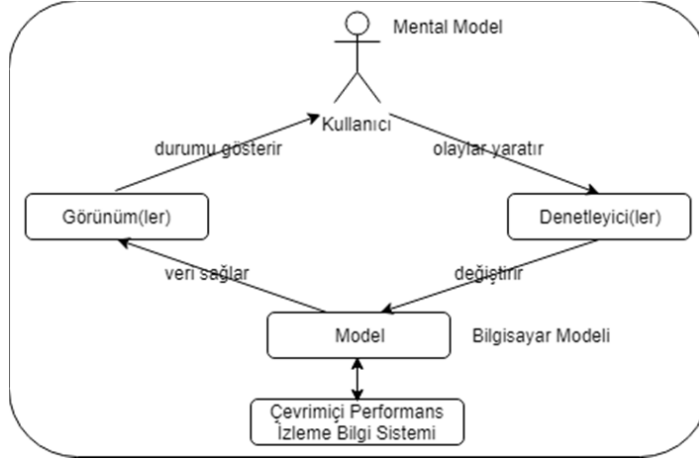 Mental Model
Kullanıcı
durumu gösterir
olaylar yaratır
Görünüm(ler)
Denetleyici(ler)
veri sağlar
değiştirir
Model
Bilgisayar Modeli
Çevrimiçi Performans
İzleme Bilgi Sistemi